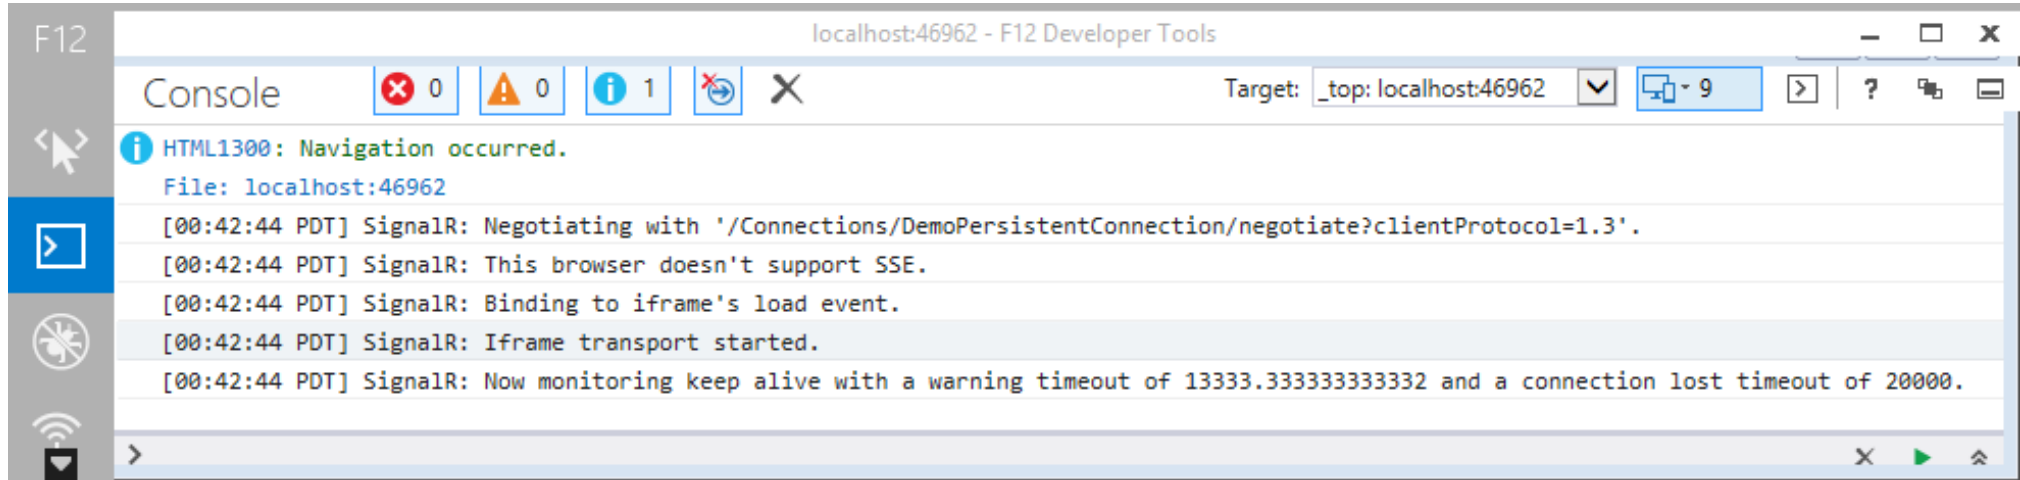 F12
localhost:46962 - F12 Developer Tools
Console 0 0 1 Target: _top: localhost:46962 9 ?
HTML1300: Navigation occurred.
File: localhost:46962
[00:42:44 PDT] SignalR: Negotiating with '/Connections/DemoPersistentConnection/negotiate?clientProtocol=1.3'.
[00:42:44 PDT] SignalR: This browser doesn't support SSE.
[00:42:44 PDT] SignalR: Binding to iframe's load event.
[00:42:44 PDT] SignalR: Iframe transport started.
[00:42:44 PDT] SignalR: Now monitoring keep alive with a warning timeout of 13333.333333333332 and a connection lost timeout of 20000.